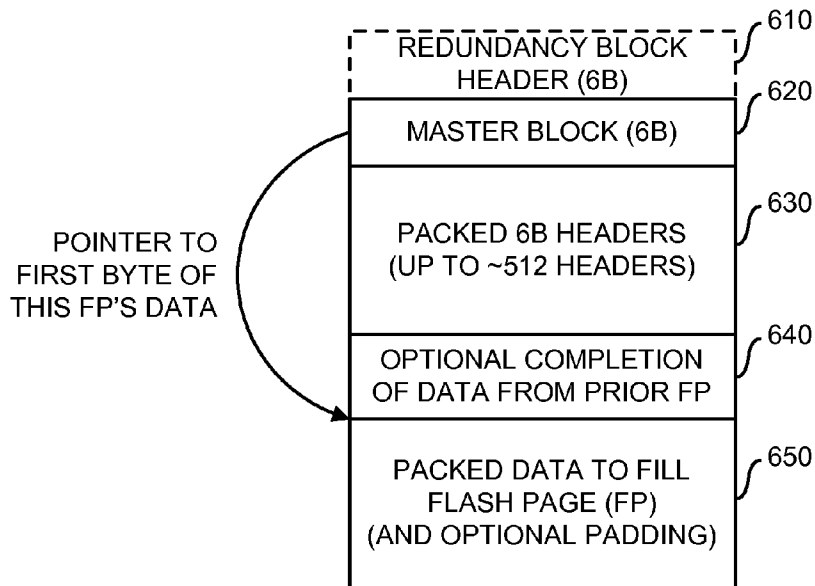 610
REDUNDANCY BLOCK
HEADER (6B)
620
MASTER BLOCK (6B)
630
PACKED 6B HEADERS
(UP TO ~512 HEADERS)
POINTER TO
FIRST BYTE OF
THIS FP'S DATA
640
OPTIONAL COMPLETION
OF DATA FROM PRIOR FP
650
PACKED DATA TO FILL
FLASH PAGE (FP)
(AND OPTIONAL PADDING)